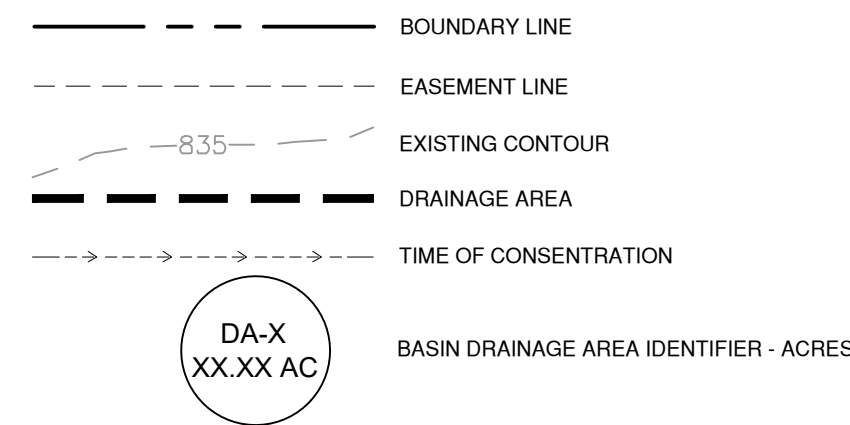 BOUNDARY LINE
EASEMENT LINE
835
EXISTING CONTOUR
DRAINAGE AREA
TIME OF CONSENTRATION
DA-X
XX.XX AC
BASIN DRAINAGE AREA IDENTIFIER - ACRES